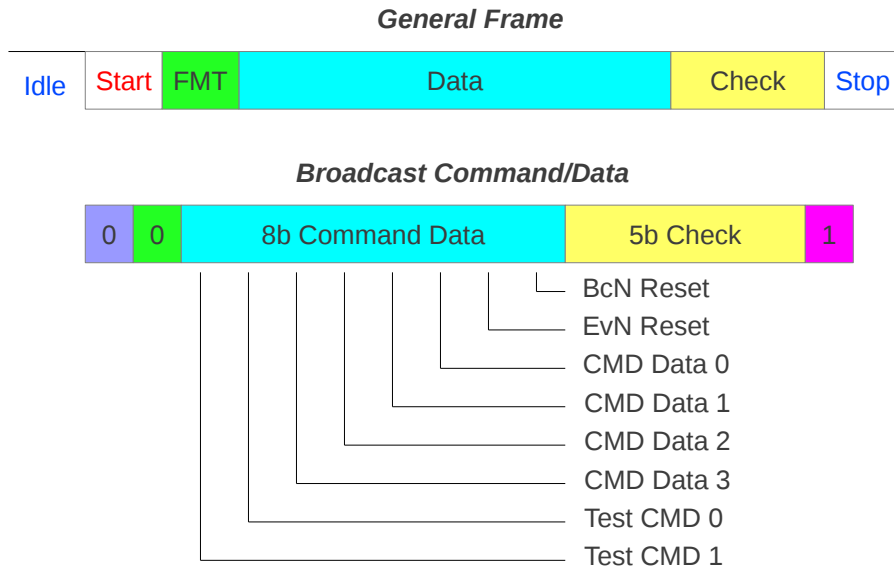 General Frame
Idle Start FMT Data Check Stop
Broadcast Command/Data
0 0 8b Command Data 5b Check 1
BcN Reset
EvN Reset
CMD Data 0
CMD Data 1
CMD Data 2
CMD Data 3
Test CMD 0
Test CMD 1